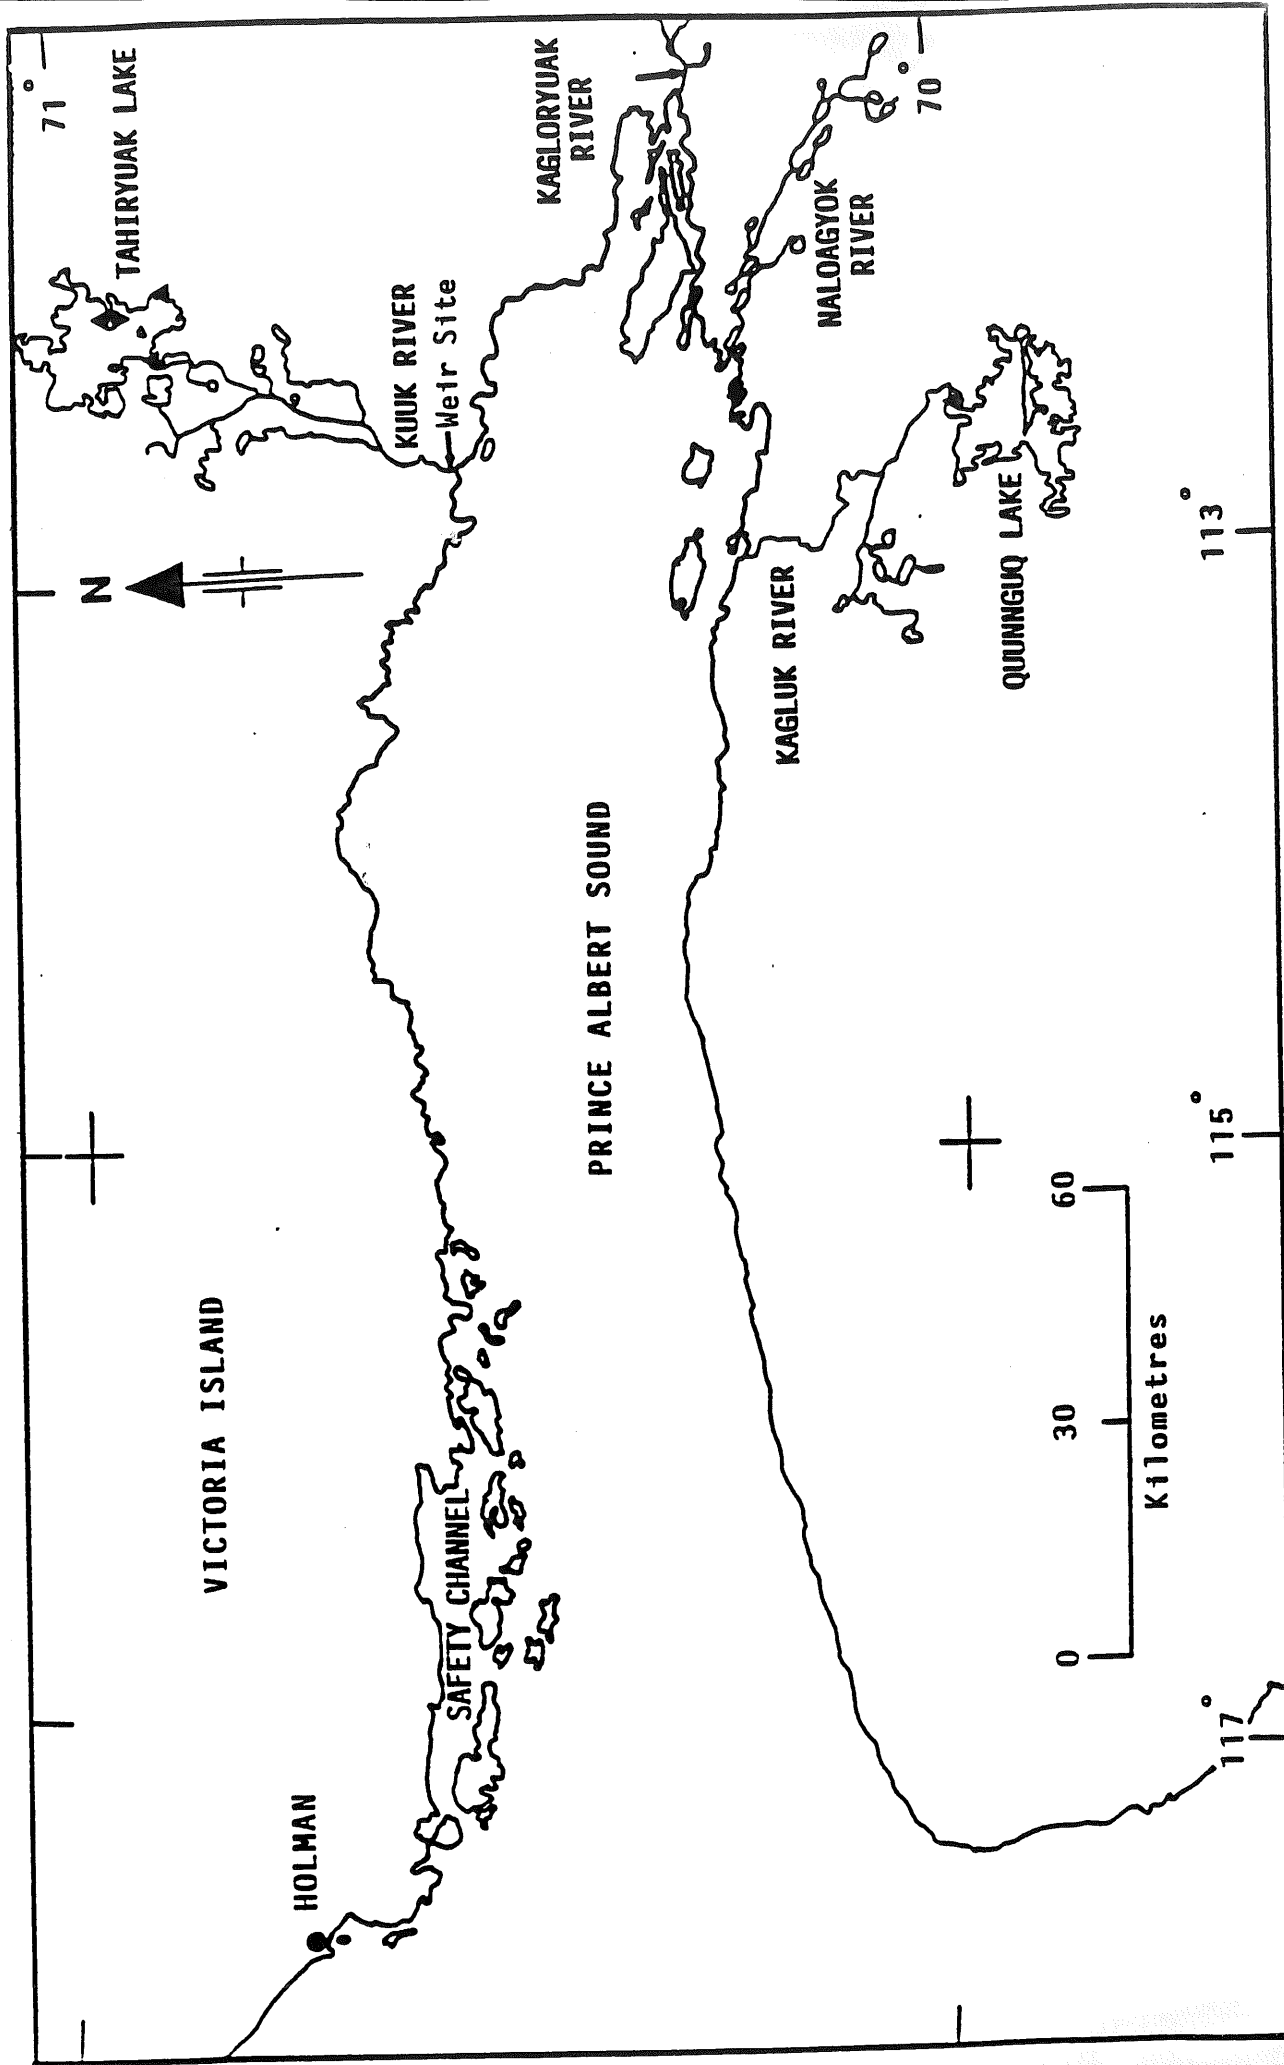 71°
TAHIRYUAK LAKE
N
KUUK RIVER
Weir Site
KAGLORYUAK
RIVER
VICTORIA ISLAND
HOLMAN
SAFETY CHANNEL
PRINCE ALBERT SOUND
NALOAGYOK
RIVER
70°
KAGLUK RIVER
QUUNNGUQ LAKE
0 30 60
Kilometres
117° 115° 113°